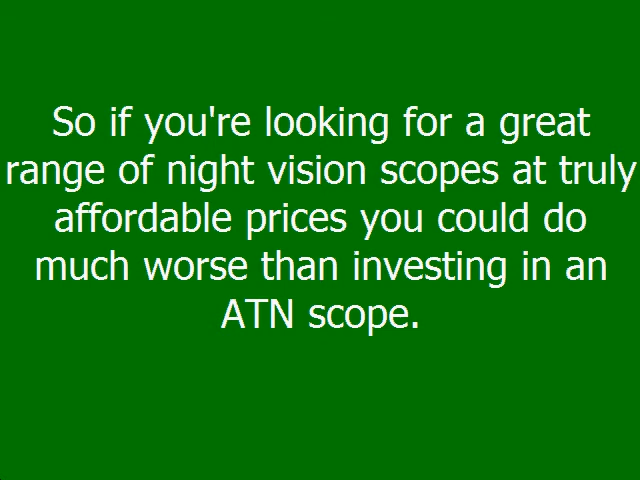 So if you're looking for a great
range of night vision scopes at truly
affordable prices you could do
much worse than investing in an
ATN scope.